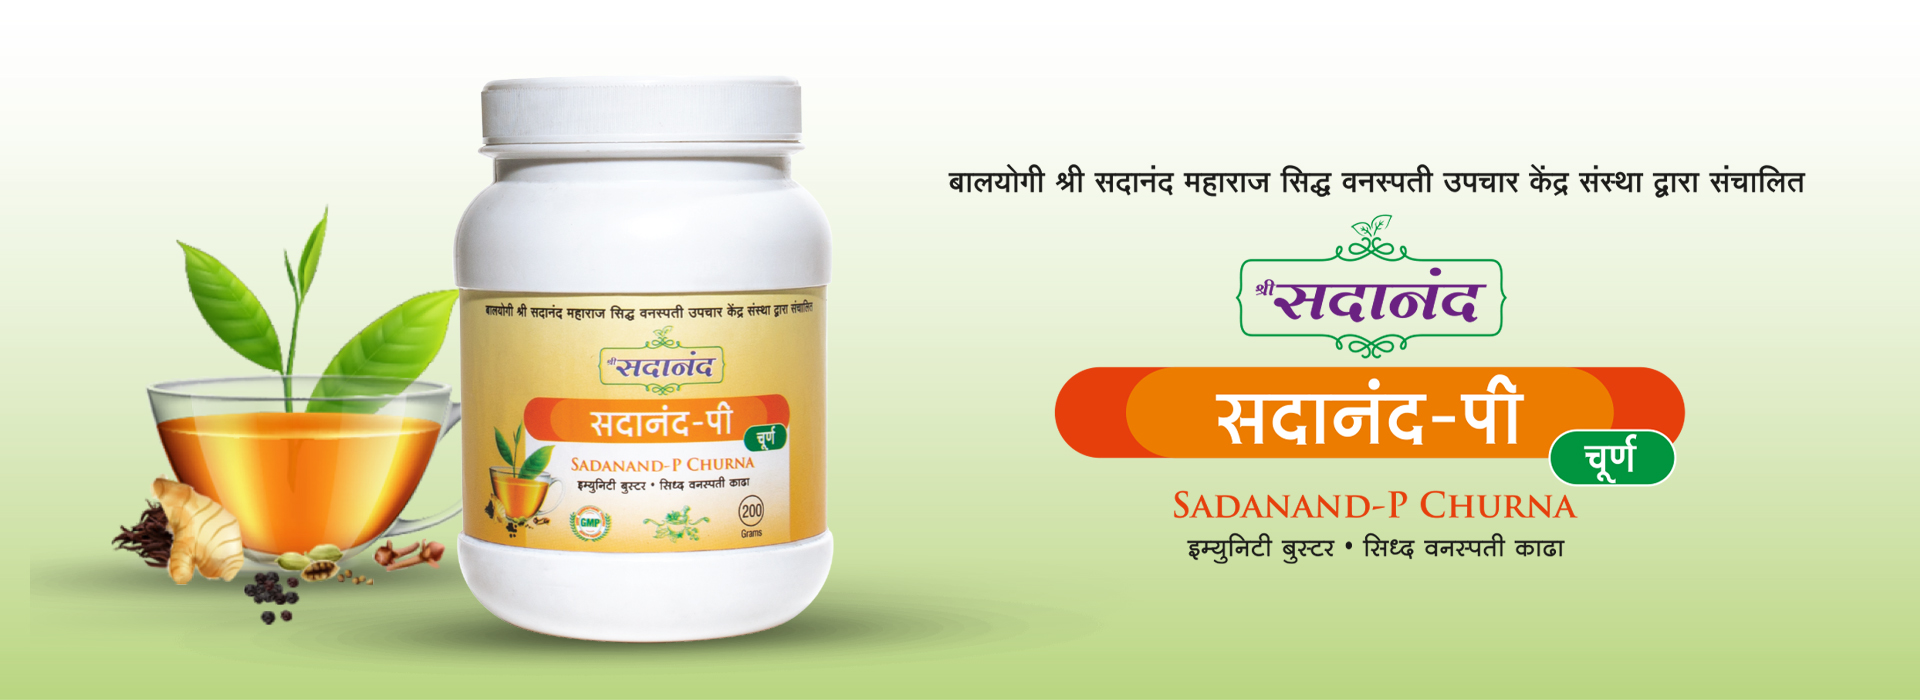 बालयोगी श्री सदानंद महाराज सिद्ध वनस्पती उपचार केंद्र संस्था द्वारा संचालित
श्री सदानंद
सदानंद-पी
चूर्ण
SADANAND-P CHURNA
इम्युनिटी बुस्टर • सिध्द वनस्पती काढा
GMP
200
Grams
बालयोगी श्री सदानंद महाराज सिद्ध वनस्पती उपचार केंद्र संस्था द्वारा संचालित
श्री सदानंद
सदानंद-पी
चूर्ण
SADANAND-P CHURNA
इम्युनिटी बुस्टर • सिध्द वनस्पती काढा